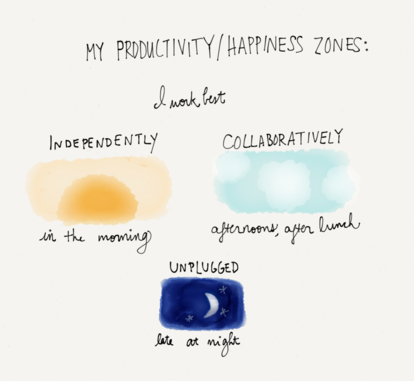 MY PRODUCTIVITY/HAPPINESS ZONES:
I work best
INDEPENDENTLY
in the morning
COLLABORATIVELY
afternoons, after lunch
UNPLUGGED
late at night